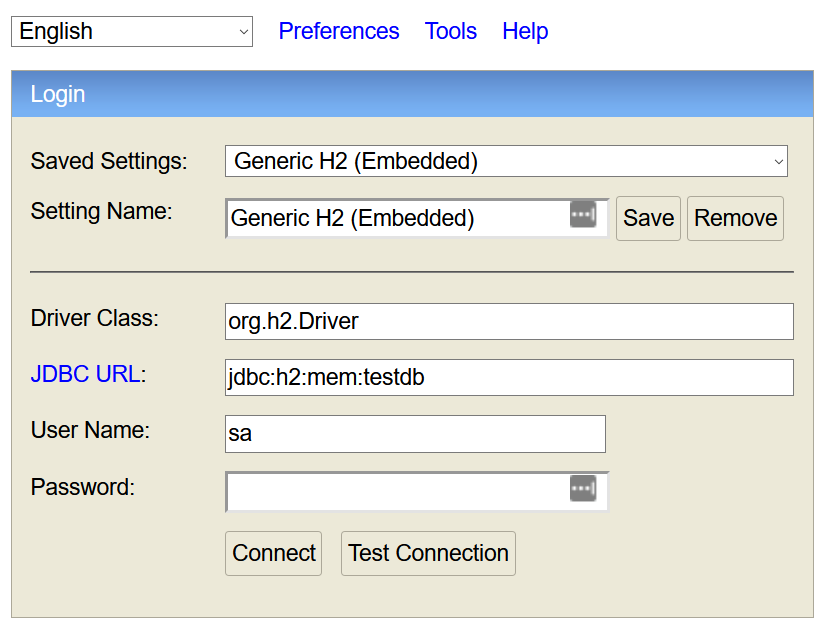 English Preferences Tools Help
Login
Saved Settings: Generic H2 (Embedded)
Setting Name: Generic H2 (Embedded) Save Remove
Driver Class: org.h2.Driver
JDBC URL: jdbc:h2:mem:testdb
User Name: sa
Password:
Connect Test Connection